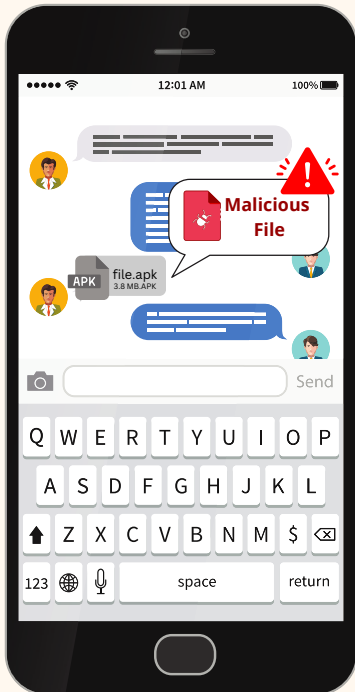 12:01 AM
100%
Malicious
File
APK
file.apk
3.8 MB.APK
Send
Q W E R T Y U I O P
A S D F G H J K L
Z X C V B N M $
123
space
return